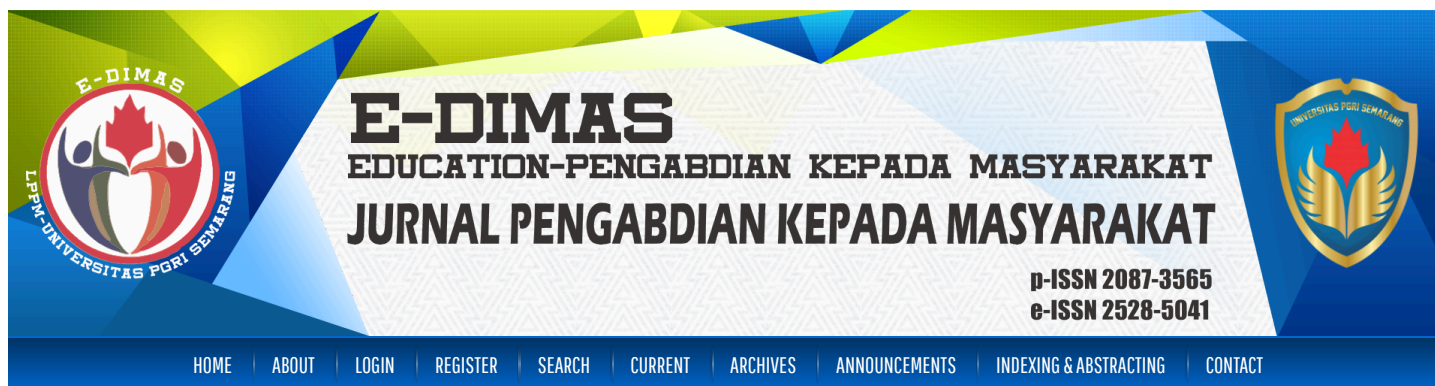 E-DIMAS
LPPM-UNIVERSITAS PGRI SEMARANG
E-DIMAS
EDUCATION-PENGABDIAN KEPADA MASYARAKAT
JURNAL PENGABDIAN KEPADA MASYARAKAT
p-ISSN 2087-3565
e-ISSN 2528-5041
UNIVERSITAS PGRI SEMARANG
HOME ABOUT LOGIN REGISTER SEARCH CURRENT ARCHIVES ANNOUNCEMENTS INDEXING & ABSTRACTING CONTACT